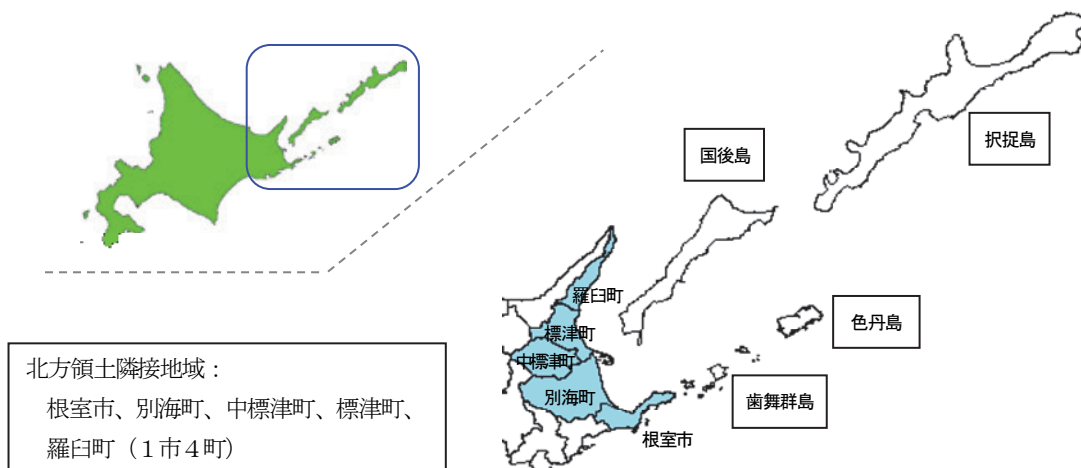 国後島
択捉島
羅臼町
標津町
中標津町
別海町
根室市
色丹島
歯舞群島
北方領土隣接地域:
根室市、別海町、中標津町、標津町、
羅臼町(1市4町)